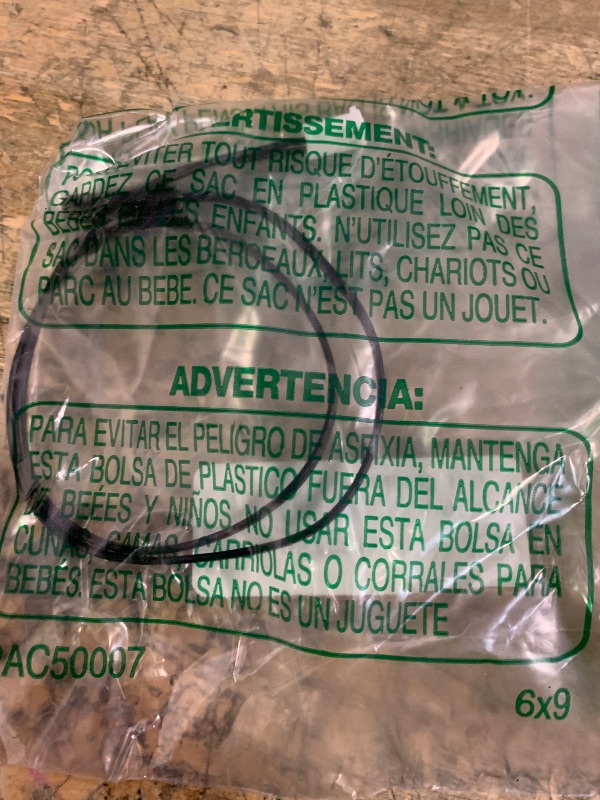 ERTISSEMENT:
ÉVITER TOUT RISQUE D'ÉTOUFFEMENT,
GARDEZ CE SAC EN PLASTIQUE LOIN DES
ENFANTS. N'UTILISEZ PAS CE
SAC DANS LES BERCEAUX, LITS, CHARIOTS OU
PARC AU BEBE. CE SAC N'EST PAS UN JOUET.
ADVERTENCIA:
PARA EVITAR EL PELIGRO DE ASFIXIA, MANTENGA
ESTA BOLSA DE PLASTICO FUERA DEL ALCANCE
Y NIÑOS. NO USAR ESTA BOLSA EN
CUNAS, CAMAS, CARRIOLAS O CORRALES PARA
BEBÉS. ESTA BOLSA NO ES UN JUGUETE
AC50007
6x9